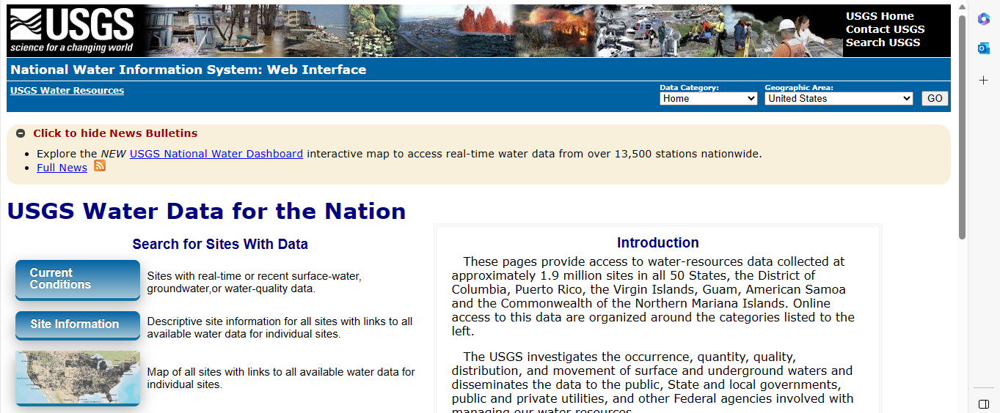 USGS
science for a changing world
USGS Home
Contact USGS
Search USGS
National Water Information System: Web Interface
USGS Water Resources
Data Category:
Home
Geographic Area:
United States
GO
Click to hide News Bulletins
Explore the NEW USGS National Water Dashboard interactive map to access real-time water data from over 13,500 stations nationwide.
Full News
USGS Water Data for the Nation
Search for Sites With Data
Current
Conditions
Sites with real-time or recent surface-water,
groundwater,or water-quality data.
Site Information
Descriptive site information for all sites with links to all
available water data for individual sites.
Map of all sites with links to all available water data for
individual sites.
Introduction
These pages provide access to water-resources data collected at
approximately 1.9 million sites in all 50 States, the District of
Columbia, Puerto Rico, the Virgin Islands, Guam, American Samoa
and the Commonwealth of the Northern Mariana Islands. Online
access to this data are organized around the categories listed to the
left.
The USGS investigates the occurrence, quantity, quality,
distribution, and movement of surface and underground waters and
disseminates the data to the public, State and local governments,
public and private utilities, and other Federal agencies involved with
managing our water resources.